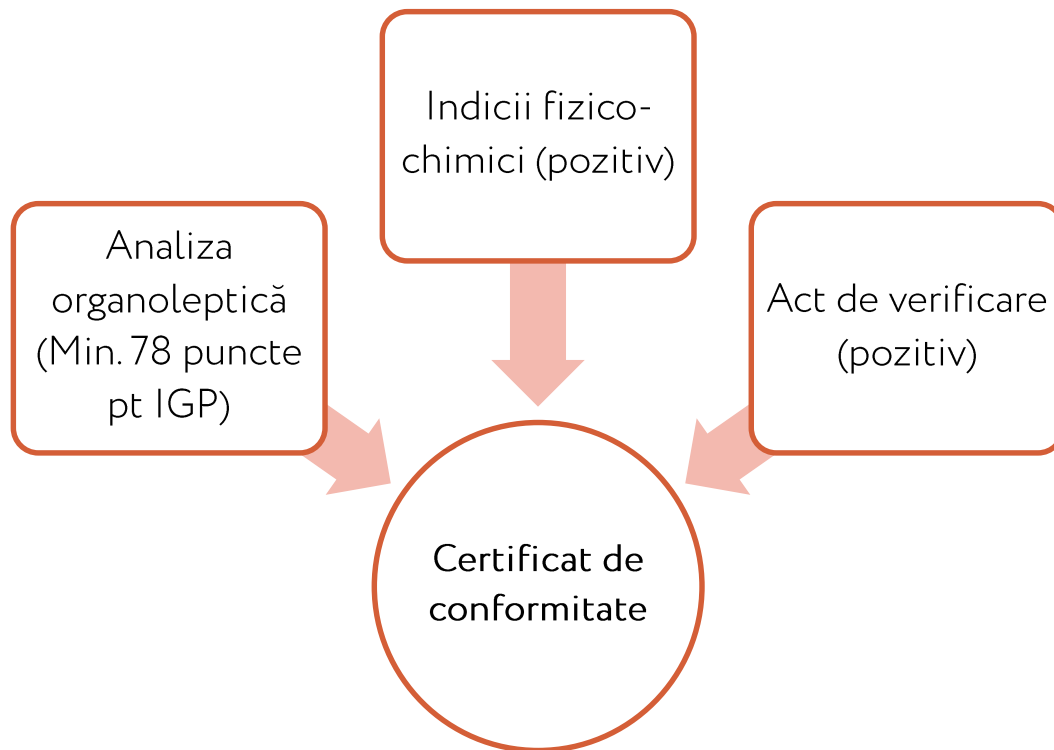 Indicii fizico-
chimici (pozitiv)
Analiza
organoleptică
(Min. 78 puncte
pt IGP)
Act de verificare
(pozitiv)
Certificat de
conformitate